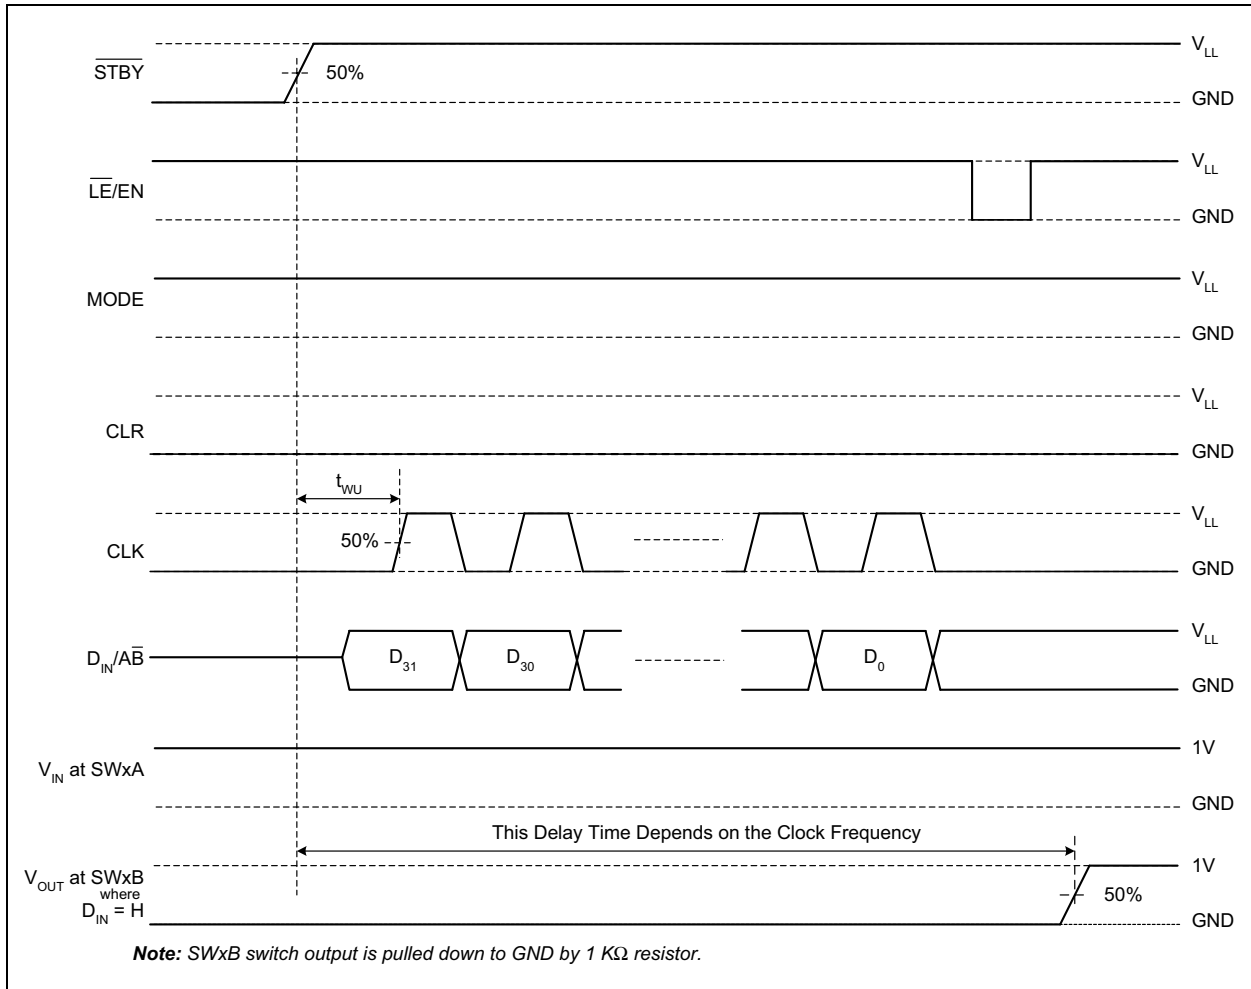 S̅T̅B̅Y̅
50%
V_LL
GND
L̅E̅/EN
V_LL
GND
MODE
V_LL
GND
CLR
V_LL
GND
t_WU
CLK
50%
V_LL
GND
D_IN/AB̅
D_31
D_30
D_0
V_LL
GND
V_IN at SWxA
1V
GND
This Delay Time Depends on the Clock Frequency
V_OUT at SWxB
where
D_IN = H
1V
50%
GND
Note: SWxB switch output is pulled down to GND by 1 KΩ resistor.